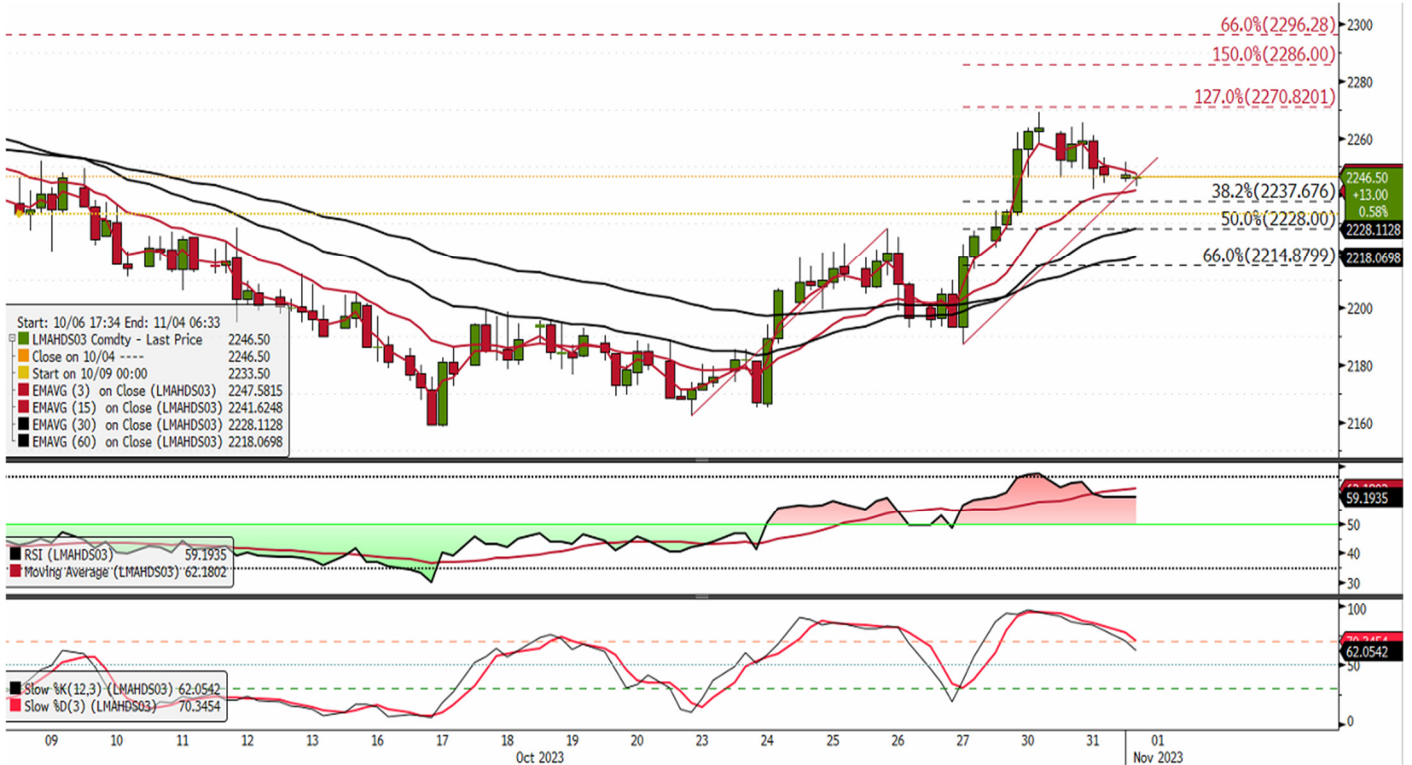 66.0%(2296.28)
150.0%(2286.00)
127.0%(2270.8201)
38.2%(2237.676)
50.0%(2228.00)
66.0%(2214.8799)
2300
2280
2260
2246.50
+13.00
0.58%
2228.1128
2218.0698
2200
2180
2160
Start: 10/06 17:34 End: 11/04 06:33
LMAHDS03 Comdty - Last Price 2246.50
Close on 10/04 ---- 2246.50
Start on 10/09 00:00 2233.50
EMAVG (3) on Close (LMAHDS03) 2247.5815
EMAVG (15) on Close (LMAHDS03) 2241.6248
EMAVG (30) on Close (LMAHDS03) 2228.1128
EMAVG (60) on Close (LMAHDS03) 2218.0698
RSI (LMAHDS03) 59.1935
Moving Average (LMAHDS03) 62.1802
62.1802
59.1935
50
40
30
Slow %K(12,3) (LMAHDS03) 62.0542
Slow %D(3) (LMAHDS03) 70.3454
100
70.3454
62.0542
50
0
09 10 11 12 13 16 17 18 19 20 23 24 25 26 27 30 31 01
Oct 2023 Nov 2023